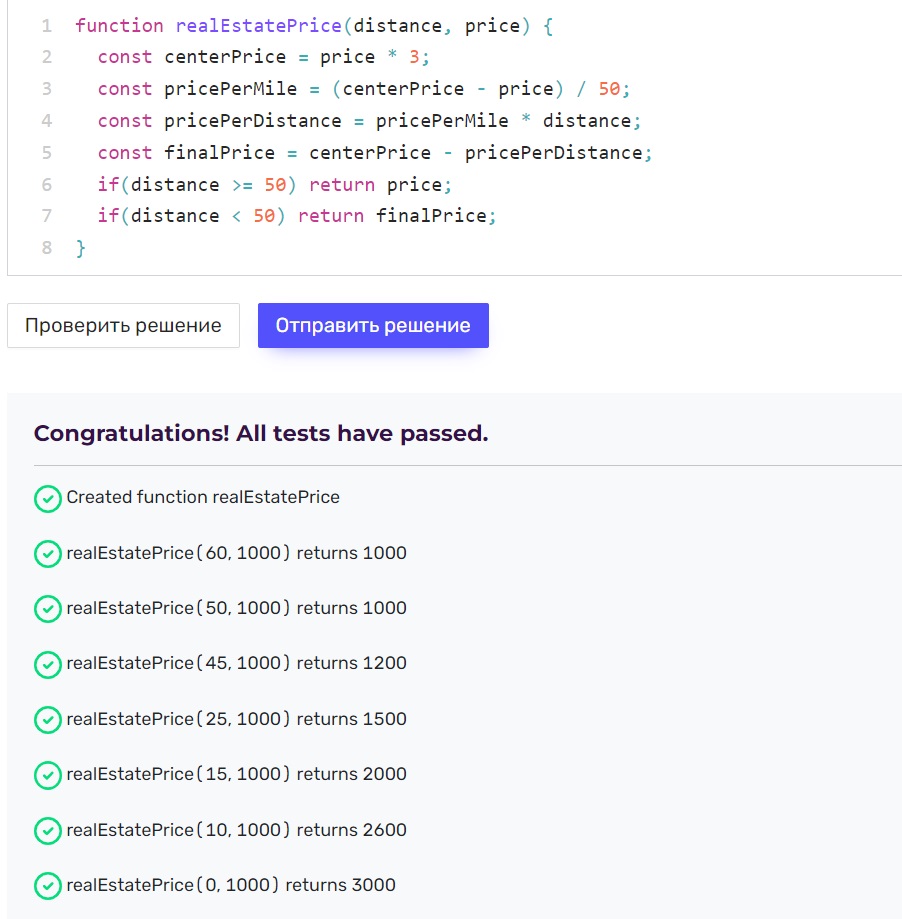 1 function realEstatePrice(distance, price) {
2   const centerPrice = price * 3;
3   const pricePerMile = (centerPrice - price) / 50;
4   const pricePerDistance = pricePerMile * distance;
5   const finalPrice = centerPrice - pricePerDistance;
6   if(distance >= 50) return price;
7   if(distance < 50) return finalPrice;
8 }
Проверить решение Отправить решение
Congratulations! All tests have passed.
Created function realEstatePrice
realEstatePrice(60, 1000) returns 1000
realEstatePrice(50, 1000) returns 1000
realEstatePrice(45, 1000) returns 1200
realEstatePrice(25, 1000) returns 1500
realEstatePrice(15, 1000) returns 2000
realEstatePrice(10, 1000) returns 2600
realEstatePrice(0, 1000) returns 3000